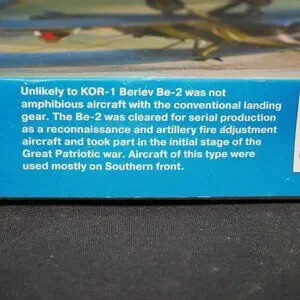 Unlikely to KOR-1 Beriev Be-2 was not
amphibious aircraft with the conventional landing
gear. The Be-2 was cleared for serial production
as a reconnaissance and artillery fire adjustment
aircraft and took part in the initial stage of the
Great Patriotic war. Aircraft of this type were
used mostly on Southern front.